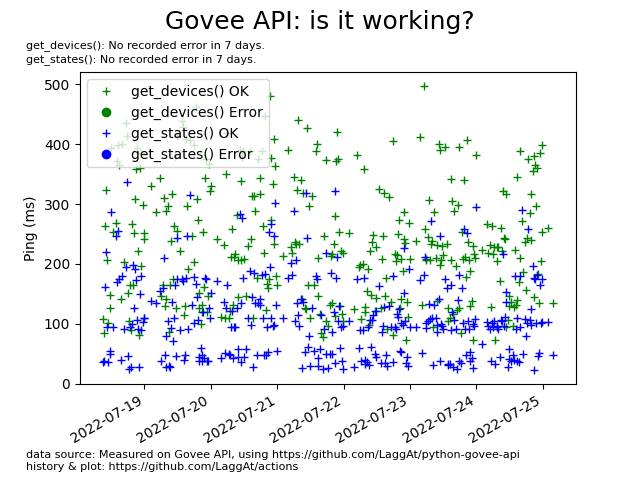 Govee API: is it working?
get_devices(): No recorded error in 7 days.
get_states(): No recorded error in 7 days.
get_devices() OK
get_devices() Error
get_states() OK
get_states() Error
Ping (ms)
500
400
300
200
100
0
2022-07-19
2022-07-20
2022-07-21
2022-07-22
2022-07-23
2022-07-24
2022-07-25
data source: Measured on Govee API, using https://github.com/LaggAt/python-govee-api
history & plot: https://github.com/LaggAt/actions